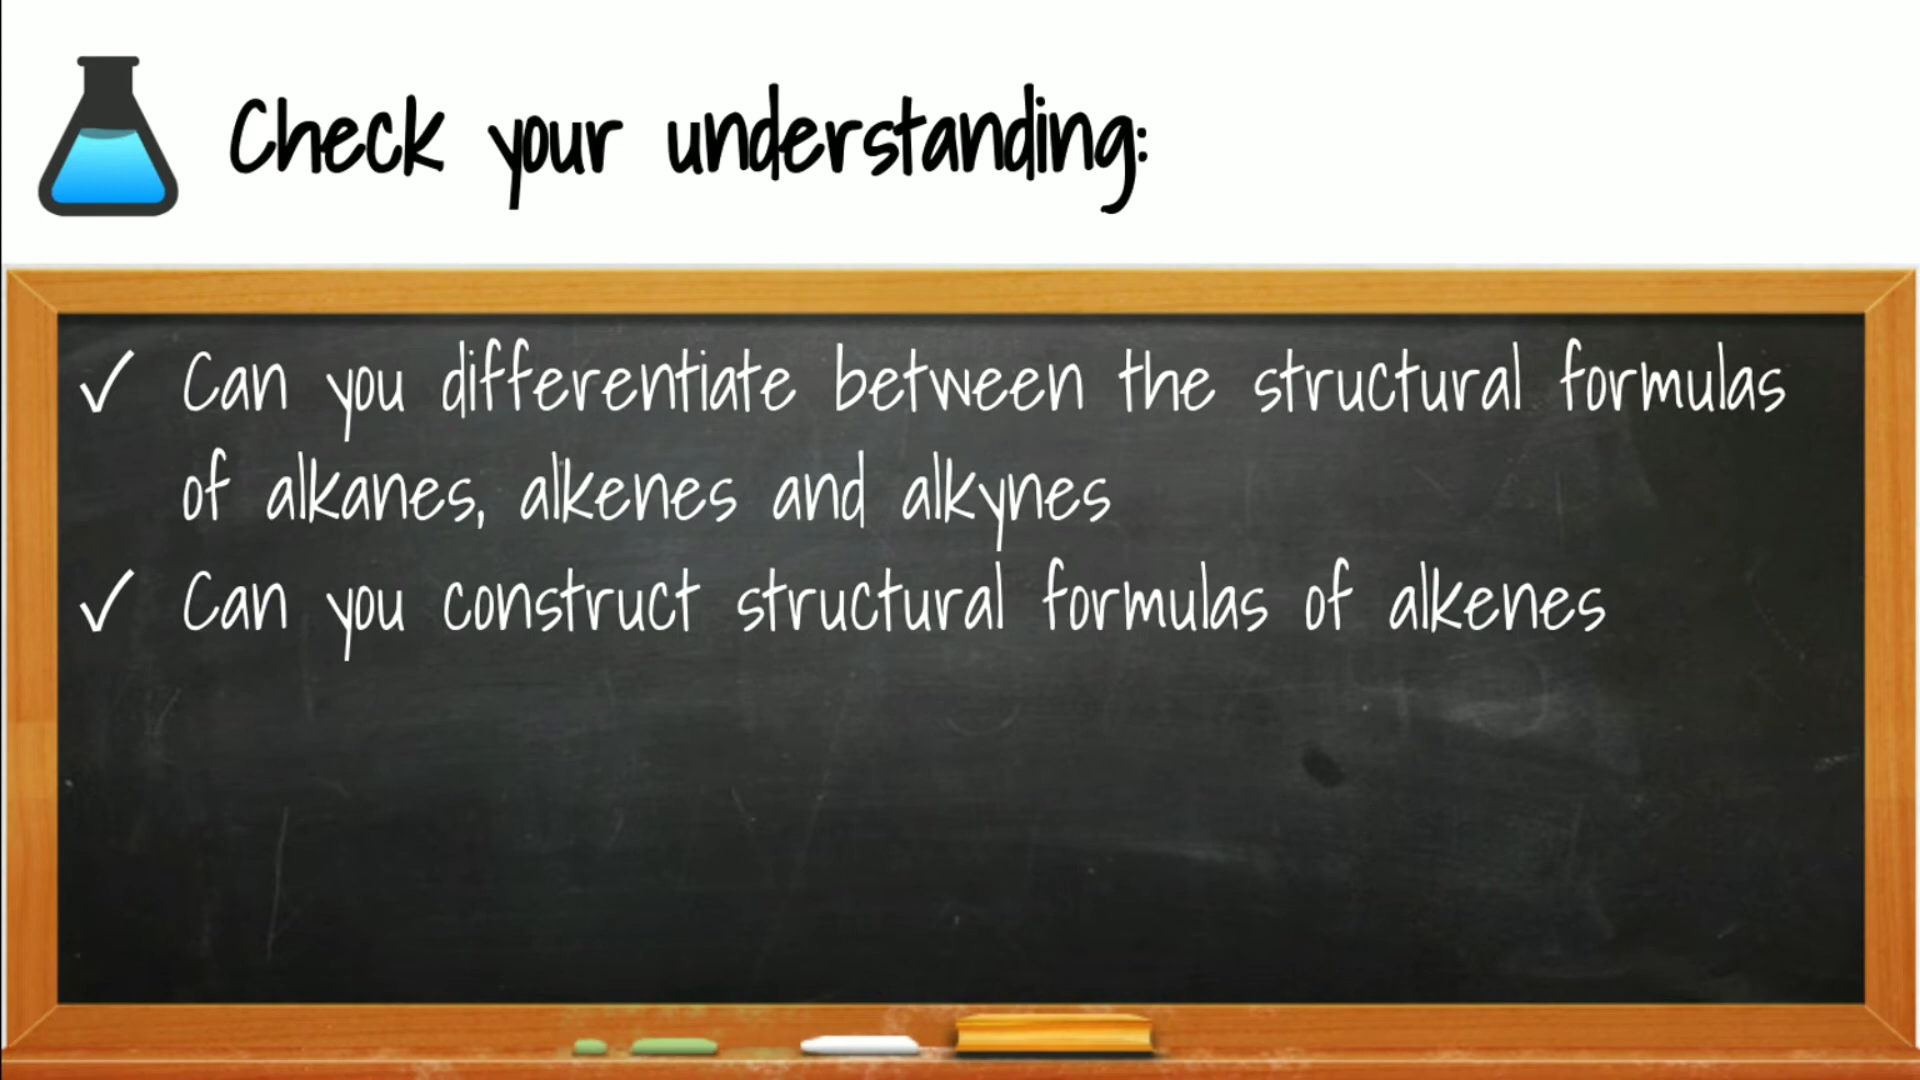 Check your understanding:
✓ Can you differentiate between the structural formulas
of alkanes, alkenes and alkynes
✓ Can you construct structural formulas of alkenes